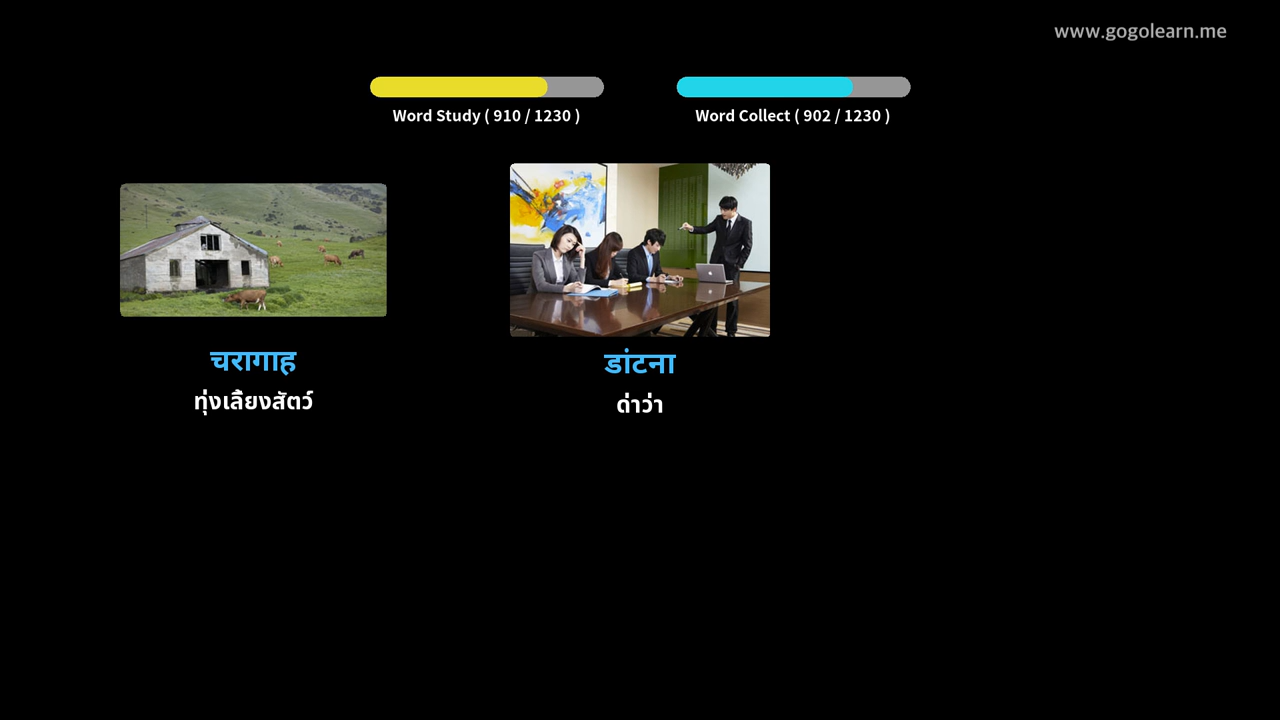 www.gogolearn.me
Word Study ( 910 / 1230 )
Word Collect ( 902 / 1230 )
चरागाह
ทุ่งเลี้ยงสัตว์
डांटना
ด่าว่า